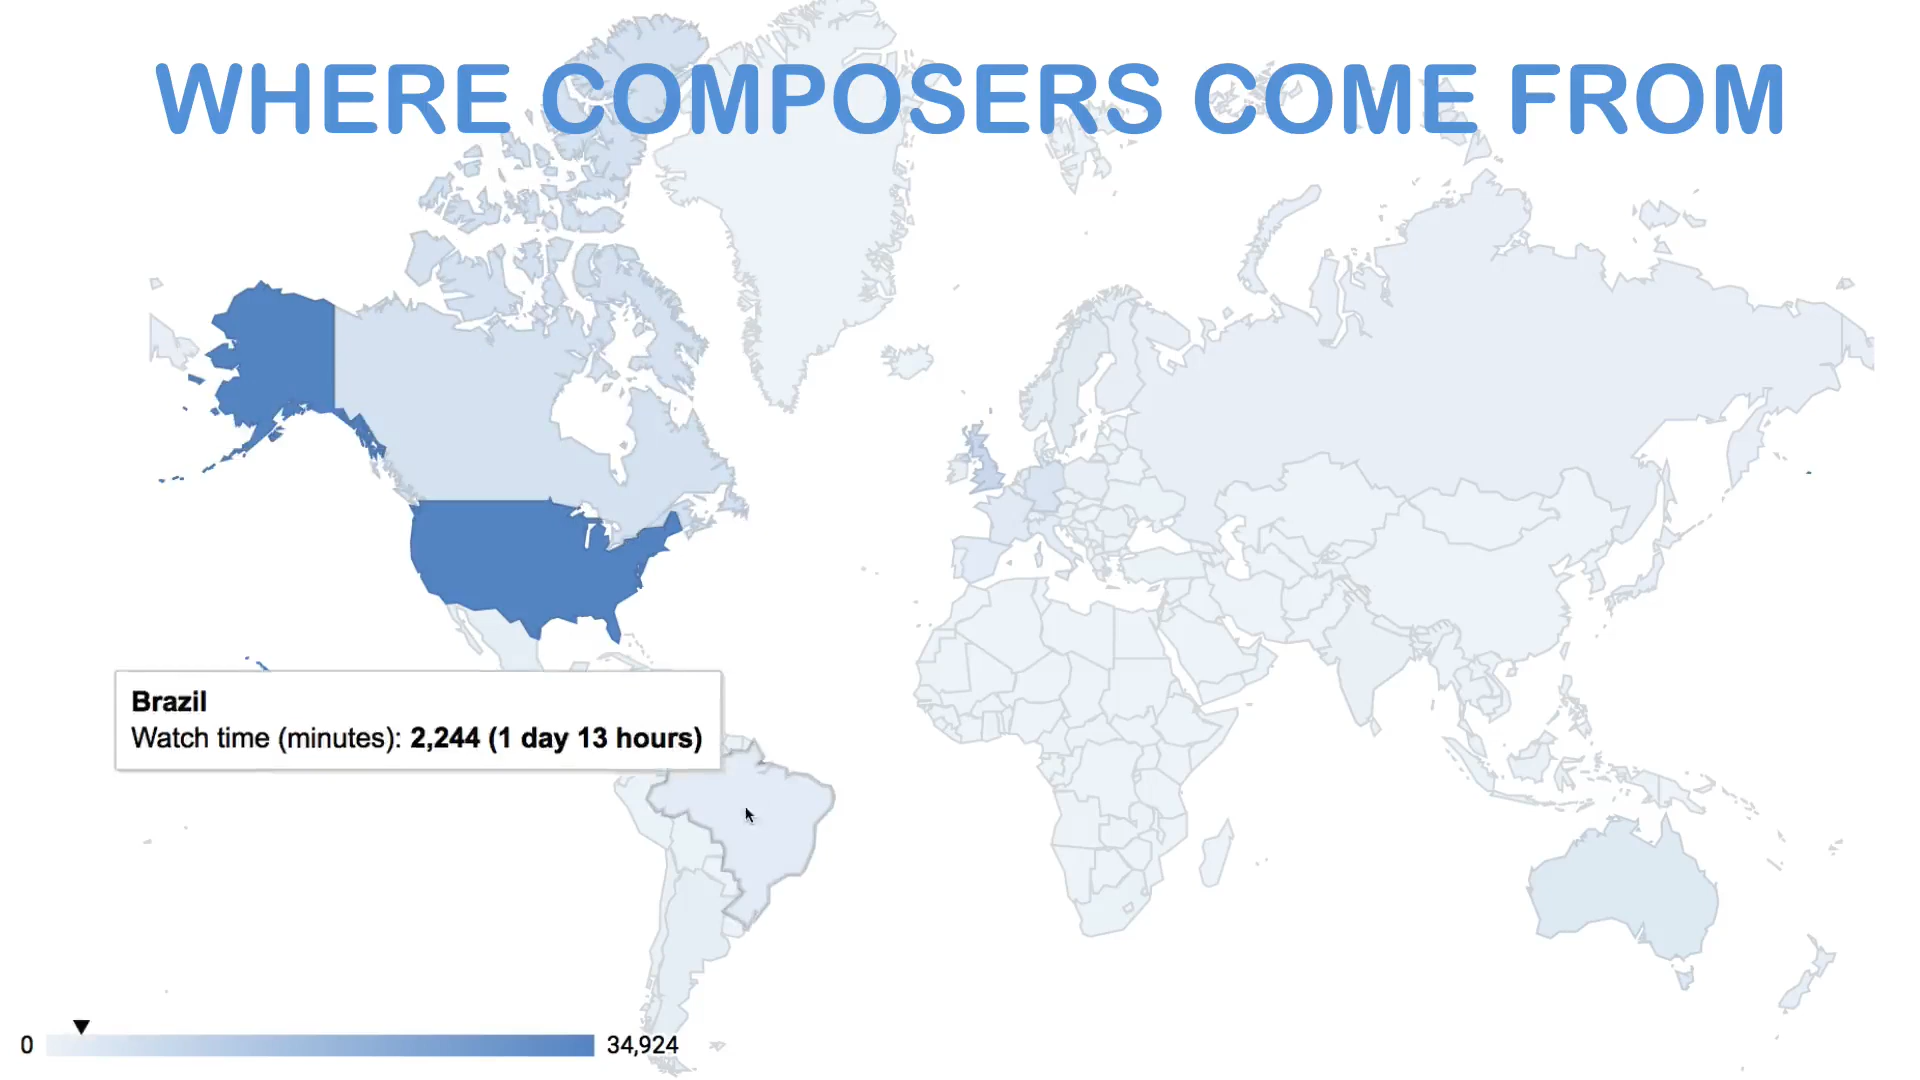 WHERE COMPOSERS COME FROM
Brazil
Watch time (minutes): 2,244 (1 day 13 hours)
0 34,924